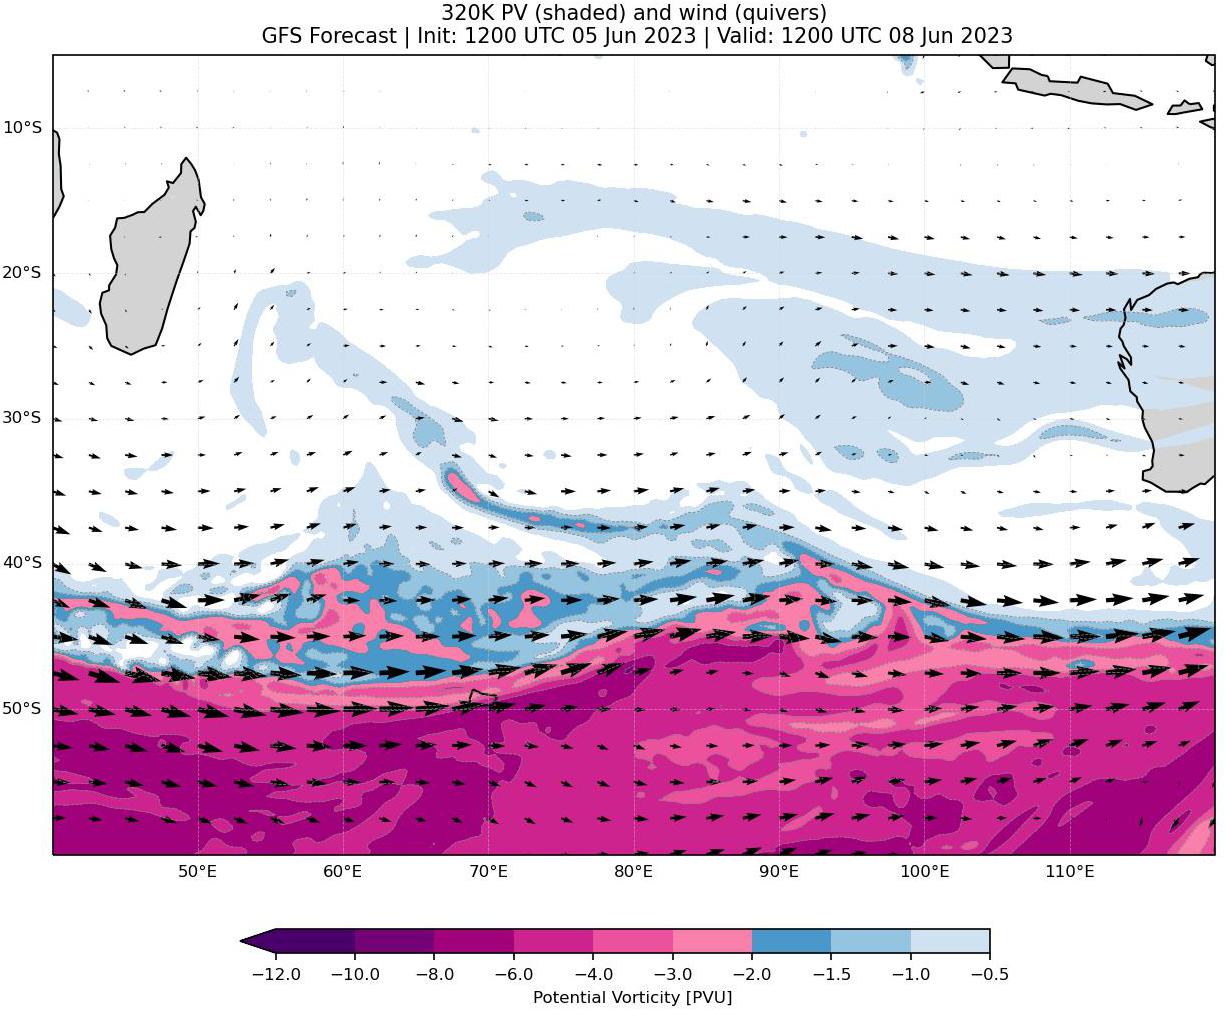 320K PV (shaded) and wind (quivers)
GFS Forecast | Init: 1200 UTC 05 Jun 2023 | Valid: 1200 UTC 08 Jun 2023
10°S
20°S
30°S
40°S
50°S
50°E 60°E 70°E 80°E 90°E 100°E 110°E
−12.0 −10.0 −8.0 −6.0 −4.0 −3.0 −2.0 −1.5 −1.0 −0.5
Potential Vorticity [PVU]